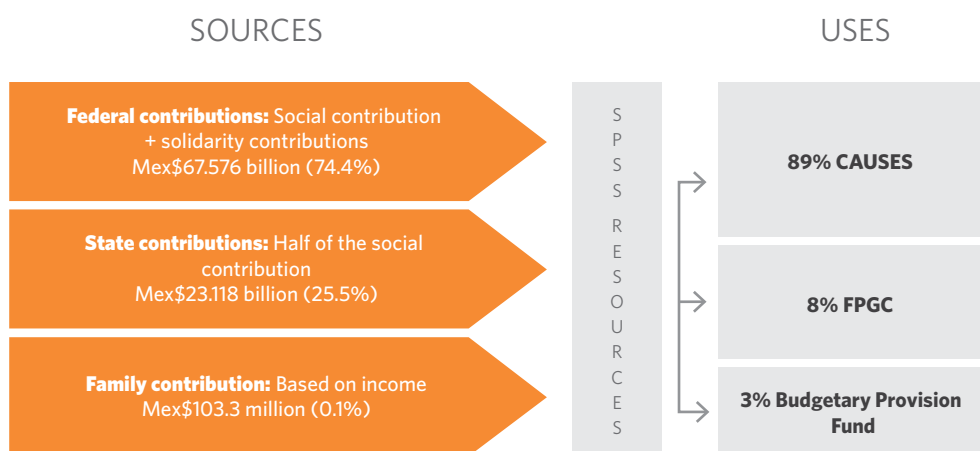 SOURCES
USES
Federal contributions: Social contribution
+ solidarity contributions
Mex$67.576 billion (74.4%)
State contributions: Half of the social
contribution
Mex$23.118 billion (25.5%)
Family contribution: Based on income
Mex$103.3 million (0.1%)
SPSS RESOURCES
89% CAUSES
8% FPGC
3% Budgetary Provision
Fund